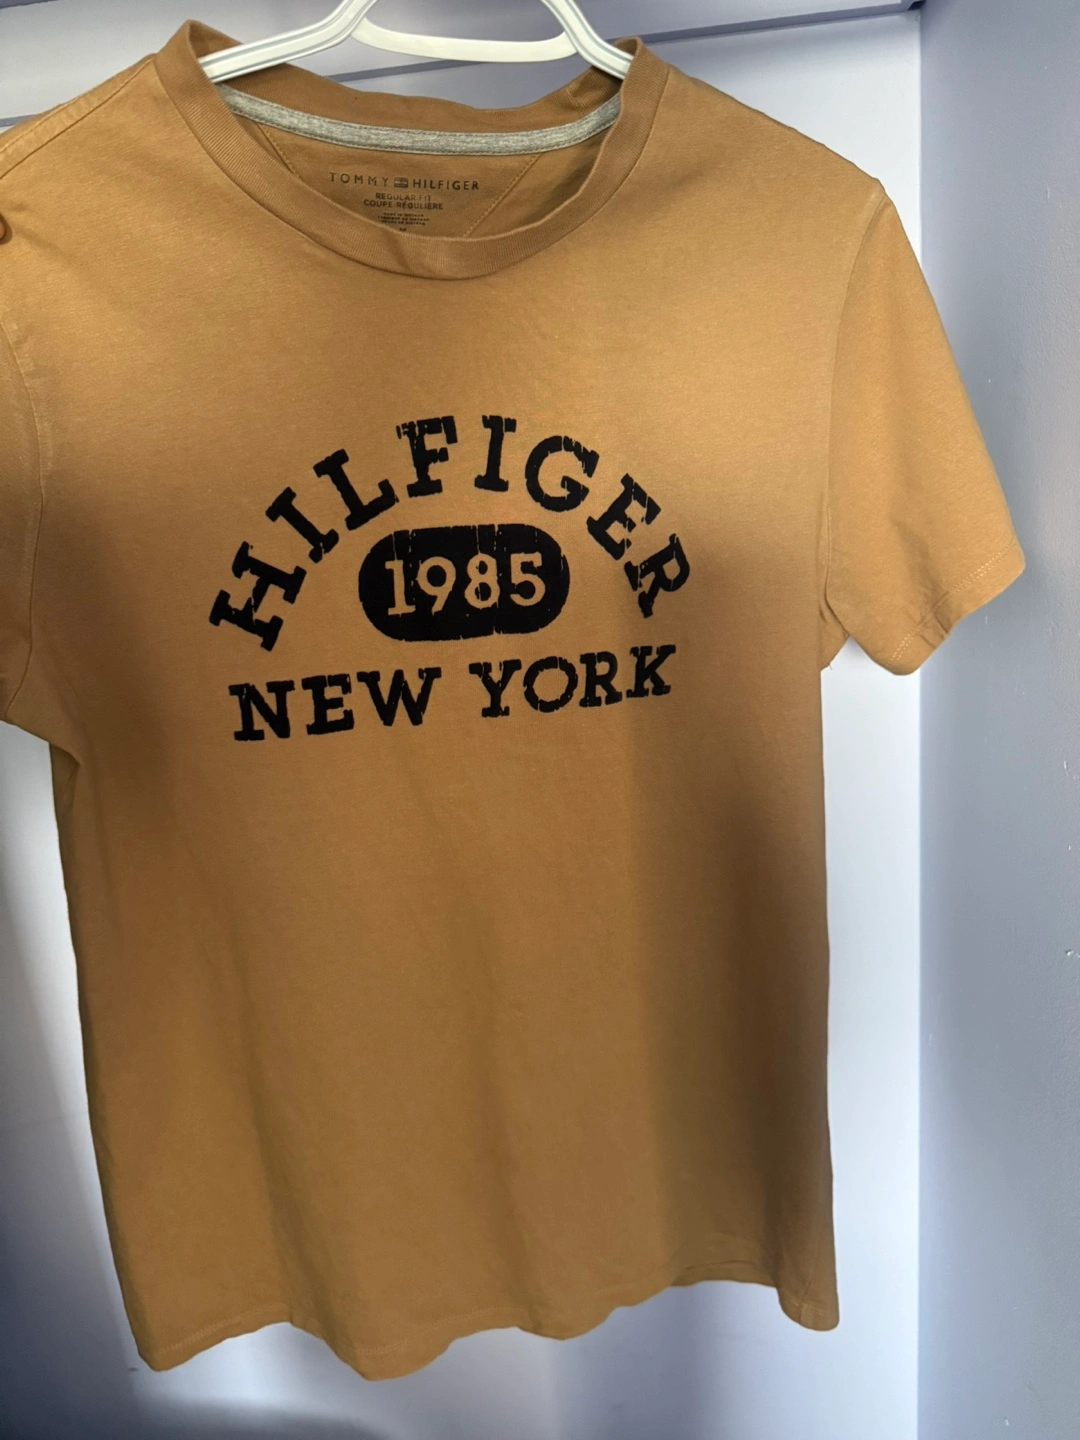 TOMMY HILFIGER
REGULAR FIT
COUPE RÉGULIÈRE
HILFIGER
1985
NEW YORK